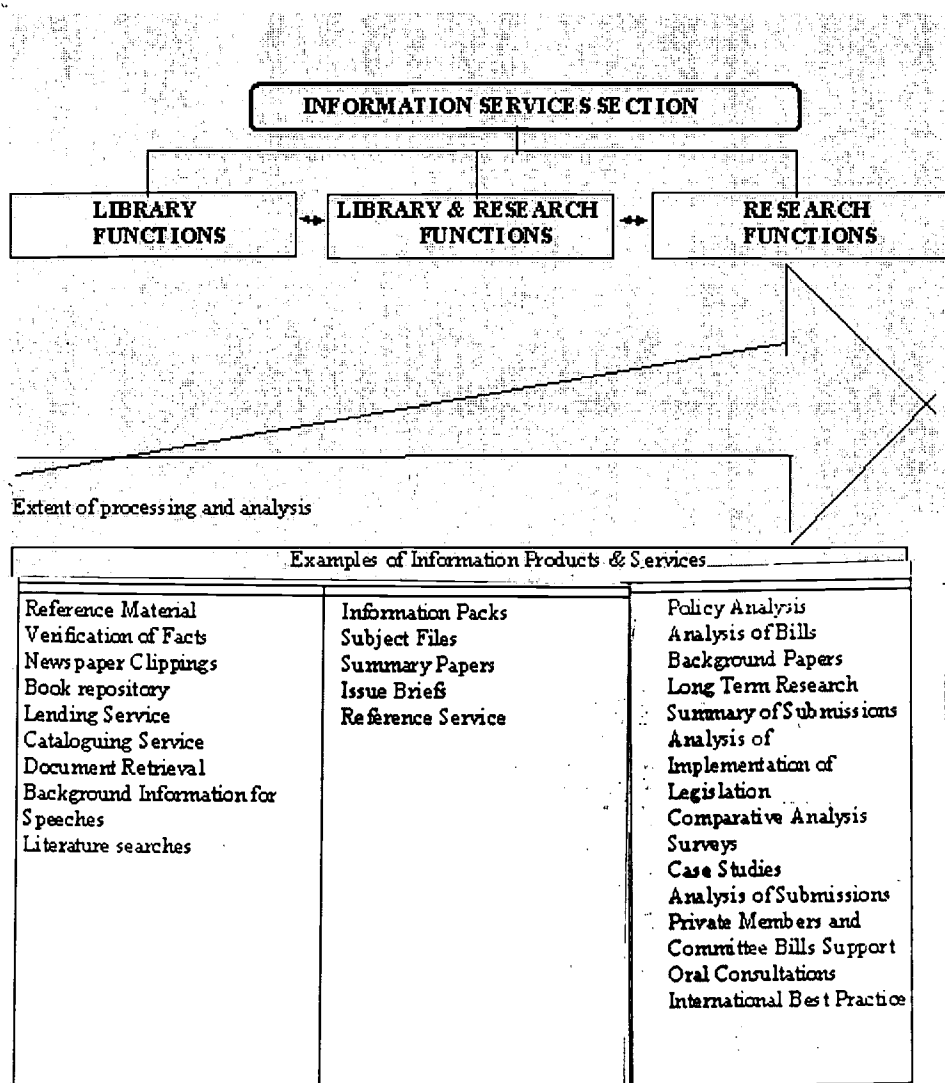 INFORMATION SERVICES SECTION
LIBRARY
FUNCTIONS
LIBRARY & RESEARCH
FUNCTIONS
RESEARCH
FUNCTIONS
Extent of processing and analysis
Examples of Information Products & Services
Reference Material
Verification of Facts
Newspaper Clippings
Book repository
Lending Service
Cataloguing Service
Document Retrieval
Background Information for
Speeches
Literature searches
Information Packs
Subject Files
Summary Papers
Issue Briefs
Reference Service
Policy Analysis
Analysis of Bills
Background Papers
Long Term Research
Summary of Submissions
Analysis of
Implementation of
Legislation
Comparative Analysis
Surveys
Case Studies
Analysis of Submissions
Private Members and
Committee Bills Support
Oral Consultations
International Best Practice